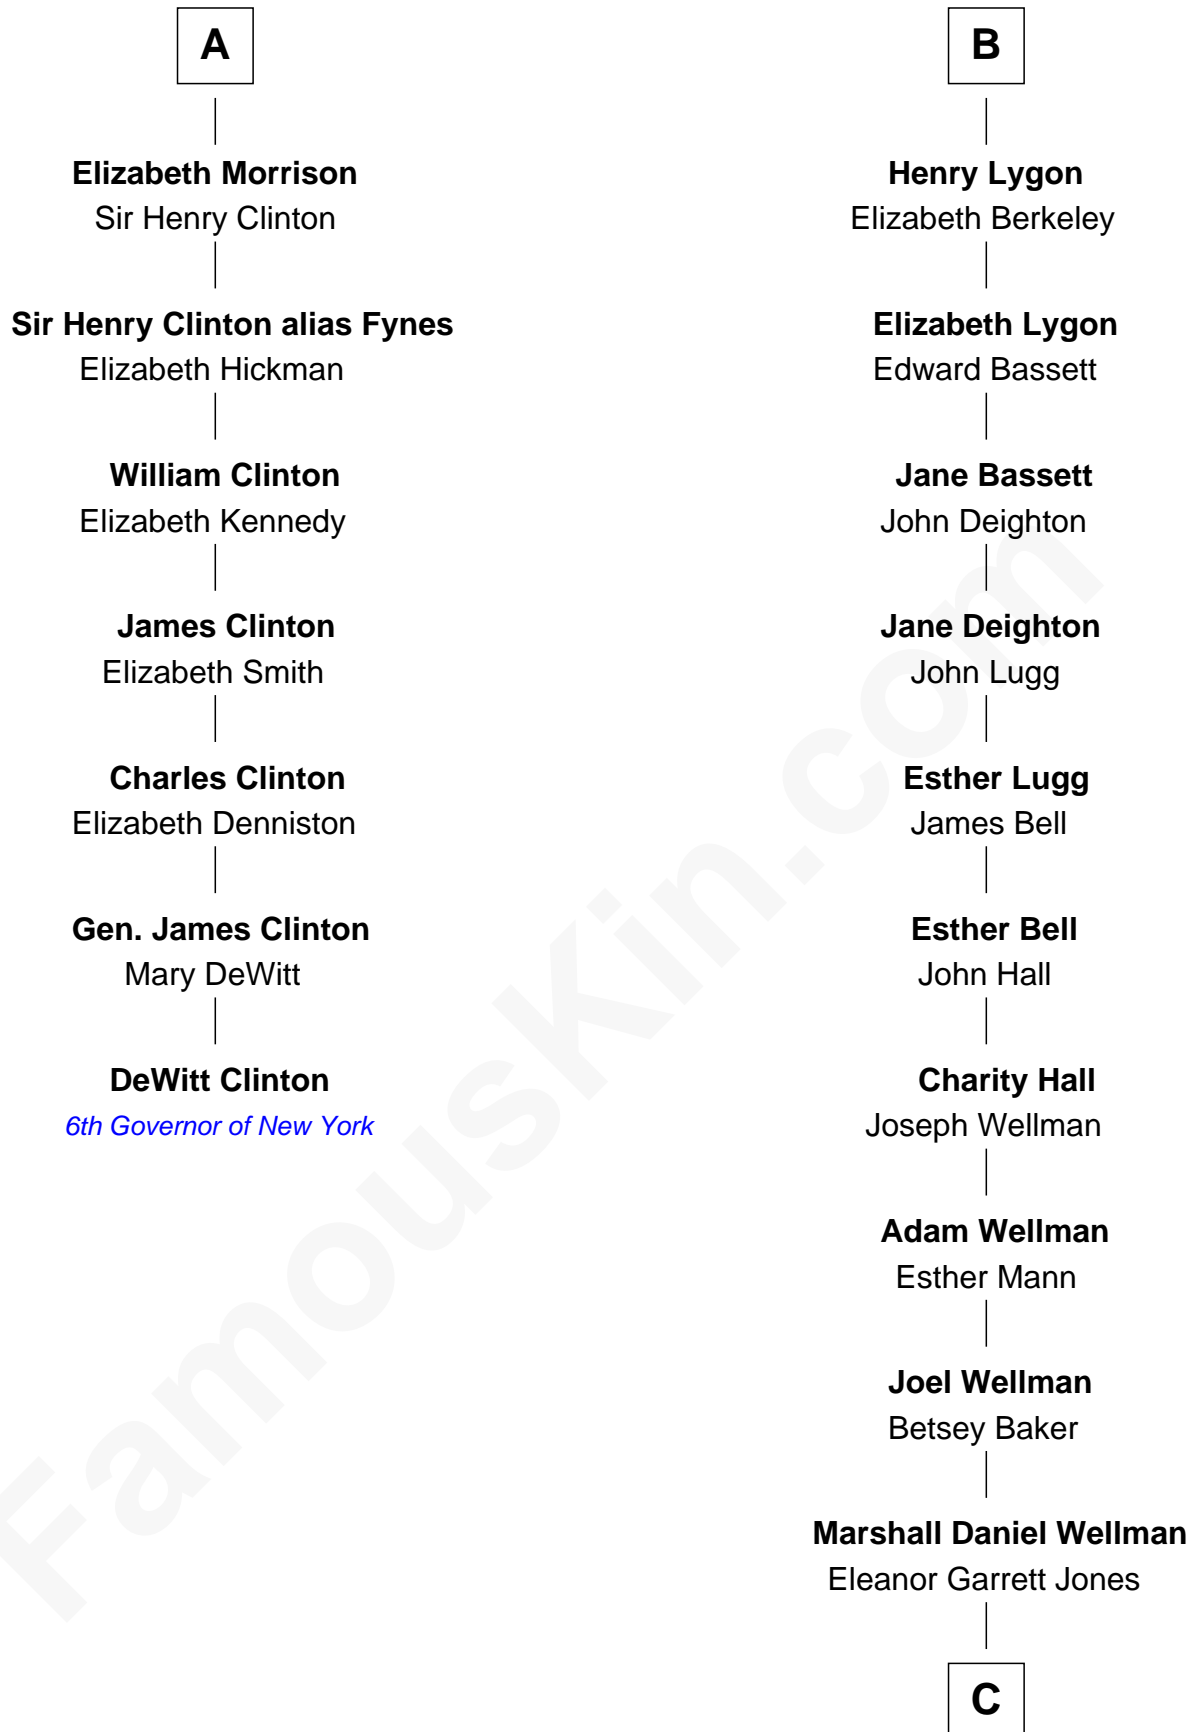 A
Elizabeth Morrison
Sir Henry Clinton
Sir Henry Clinton alias Fynes
Elizabeth Hickman
William Clinton
Elizabeth Kennedy
James Clinton
Elizabeth Smith
Charles Clinton
Elizabeth Denniston
Gen. James Clinton
Mary DeWitt
DeWitt Clinton
6th Governor of New York
B
Henry Lygon
Elizabeth Berkeley
Elizabeth Lygon
Edward Bassett
Jane Bassett
John Deighton
Jane Deighton
John Lugg
Esther Lugg
James Bell
Esther Bell
John Hall
Charity Hall
Joseph Wellman
Adam Wellman
Esther Mann
Joel Wellman
Betsey Baker
Marshall Daniel Wellman
Eleanor Garrett Jones
C
FamousKin.com